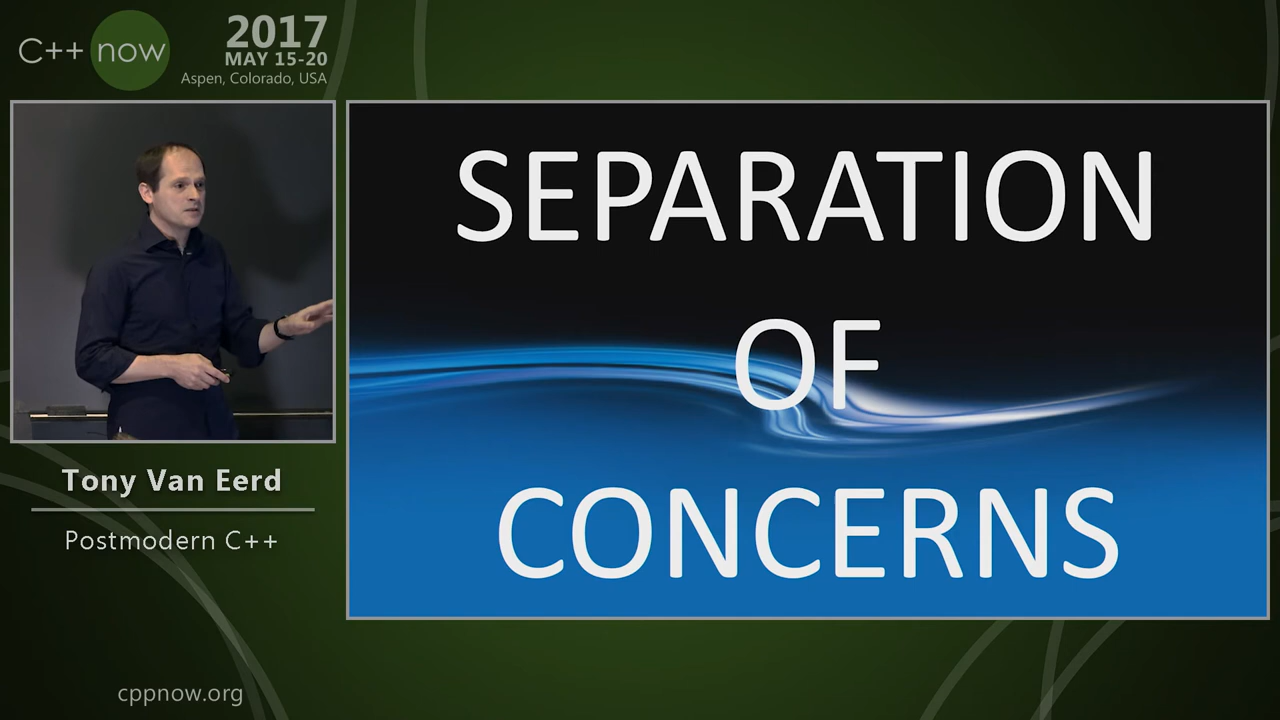 C++ now
2017
MAY 15-20
Aspen, Colorado, USA
SEPARATION
OF
CONCERNS
Tony Van Eerd
Postmodern C++
cppnow.org